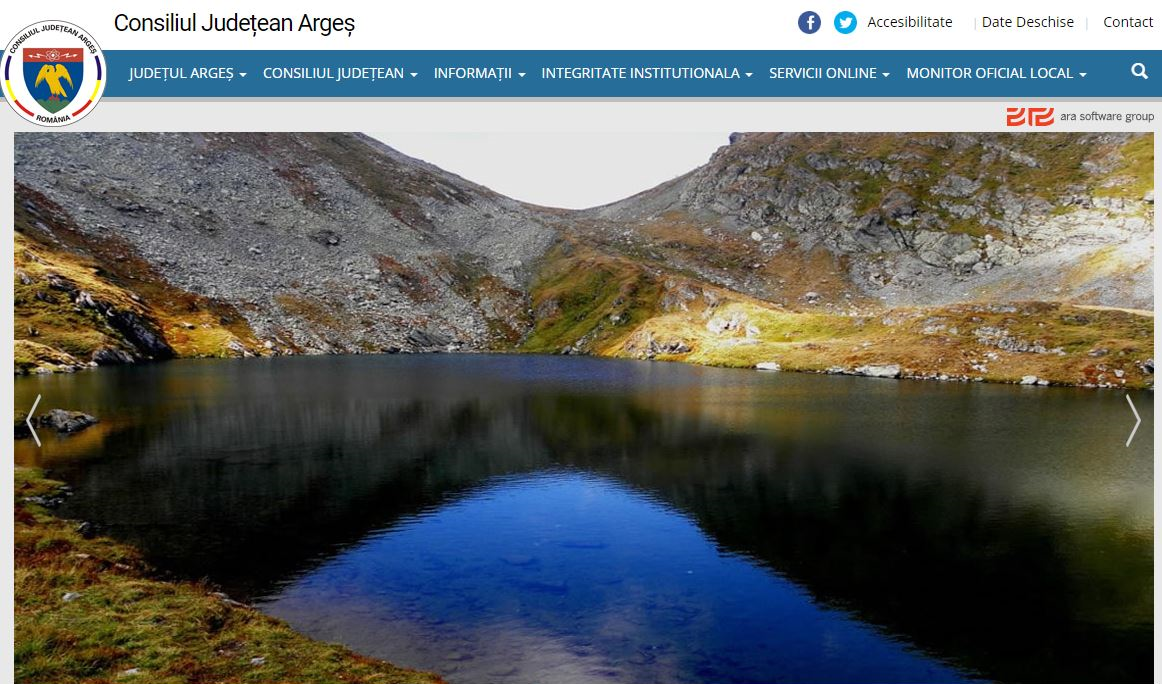 Consiliul Județean Argeș
Accesibilitate | Date Deschise | Contact
CONSILIUL JUDEȚEAN ARGEȘ
ROMÂNIA
JUDEȚUL ARGEȘ CONSILIUL JUDEȚEAN INFORMAȚII INTEGRITATE INSTITUTIONALA SERVICII ONLINE MONITOR OFICIAL LOCAL
ara software group